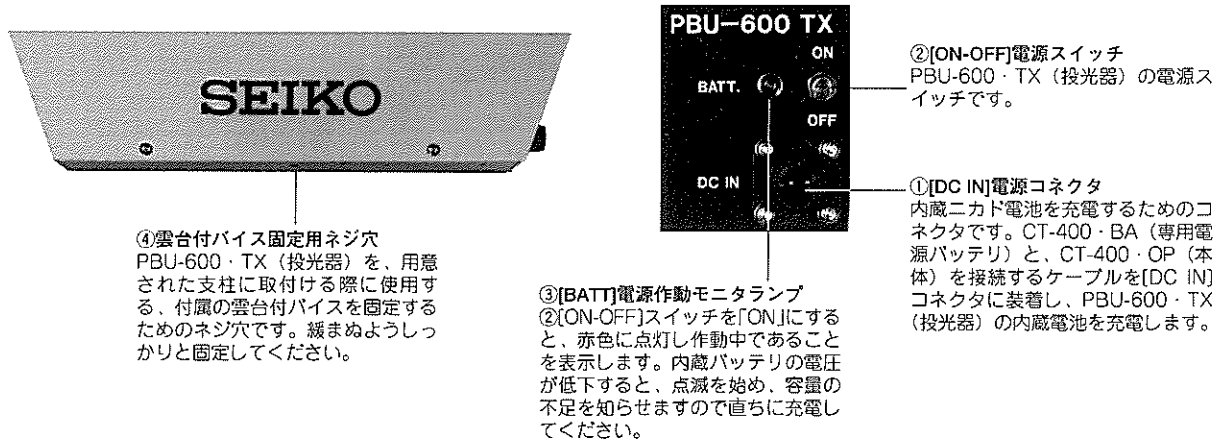 SEIKO
④雲台付バイス固定用ネジ穴
PBU-600・TX（投光器）を、用意
された支柱に取付ける際に使用す
る、付属の雲台付バイスを固定する
ためのネジ穴です。緩まぬようしっ
かりと固定してください。
PBU-600 TX
ON
BATT.
OFF
DC IN
②[ON-OFF]電源スイッチ
PBU-600・TX（投光器）の電源ス
イッチです。
①[DC IN]電源コネクタ
内蔵ニカド電池を充電するためのコ
ネクタです。CT-400・BA（専用電
源バッテリ）と、CT-400・OP（本
体）を接続するケーブルを[DC IN]
コネクタに装着し、PBU-600・TX
（投光器）の内蔵電池を充電します。
③[BATT]電源作動モニタランプ
②[ON-OFF]スイッチを「ON」にする
と、赤色に点灯し作動中であること
を表示します。内蔵バッテリの電圧
が低下すると、点滅を始め、容量の
不足を知らせますので直ちに充電し
てください。